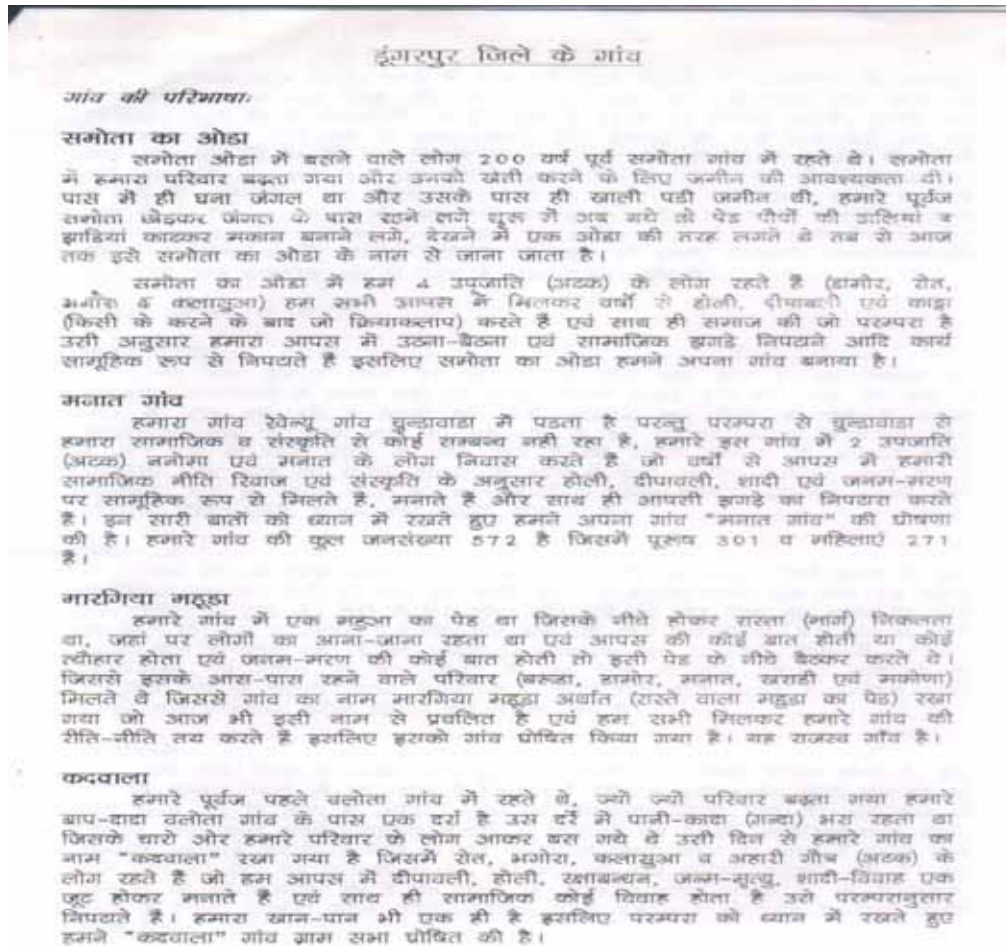 डूंगरपुर जिले के गांव
गांव की परिभाषाः
समोता का ओडा
समोता ओडा में बसने वाले लोग 200 वर्ष पूर्व समोता गांव में रहते थे। समोता
में हमारा परिवार बढ़ता गया और उनको खेती करने के लिए जमीन की आवश्यकता थी।
पास में ही घना जंगल था और उसके पास ही खाली पडी जमीन थी, हमारे पूर्वज
समोता छोड़कर जंगल के पास रहने लगे शुरू में जब गये तो पेड पौधों की डालियां व
झाडियां काटकर मकान बनाने लगे, देखने में एक ओडा की तरह लगते थे तब से आज
तक इसे समोता का ओडा के नाम से जाना जाता है।
समोता का ओडा में हम 4 उपजाति (अटक) के लोग रहते है (डामोर, रोत,
भगोरा व कलासुआ) हम सभी आपस में मिलकर वर्षों से होली, दीपावली एवं काट्टा
(किसी के करने के बाद जो क्रियाकलाप) करते हैं एवं साथ ही समाज की जो परम्परा है
उसी अनुसार हमारा आपस में उठना-बैठना एवं सामाजिक झगडे निपटाने आदि कार्य
सामूहिक रूप से निपटाते हैं इसलिए समोता का ओडा हमने अपना गांव बनाया है।
मनात गांव
हमारा गांव रेवेन्यू गांव चुन्डावाडा में पडता है परन्तु परम्परा से चुन्डावाडा से
हमारा सामाजिक व संस्कृति से कोई सम्बन्ध नही रहा है, हमारे इस गांव में 2 उपजाति
(अटक) ननोमा एवं मनात के लोग निवास करते हैं जो वर्षों से आपस में हमारी
सामाजिक नीति रिवाज एवं संस्कृति के अनुसार होली, दीपावली, शादी एवं जनम-मरण
पर सामूहिक रूप से मिलते है, मनाते है और साथ ही आपसी झगडे का निपटारा करते
है। इन सारी बातों को ध्यान में रखते हुए हमने अपना गांव "मनात गांव" की घोषणा
की है। हमारे गांव की कुल जनसंख्या 572 है जिसमें पूरूष 301 व महिलाएं 271
है।
मारगिया महूडा
हमारे गांव में एक महुआ का पेड था जिसके नीचे होकर रास्ता (मार्ग) निकलता
था, जहां पर लोगों का आना-जाना रहता था एवं आपस की कोई बात होती या कोई
त्यौहार होता एवं जनम-मरण की कोई बात होती तो इसी पेड के नीचे बैठकर करते थे।
जिससे इसके आस-पास रहने वाले परिवार (बरूडा, डामोर, मनात, खराडी एवं मकोणा)
मिलते थे जिससे गांव का नाम मारगिया महूडा अर्थात (रास्ते वाला महुडा का पेड) रखा
गया जो आज भी इसी नाम से प्रचलित है एवं हम सभी मिलकर हमारे गांव की
रीति-नीति तय करते हैं इसलिए इसको गांव घोषित किया गया है। यह राजस्व गाँव है।
कदवाला
हमारे पूर्वज पहले वलोता गांव में रहते थे, ज्यों ज्यों परिवार बढ़ता गया हमारे
बाप-दादा वलोता गांव के पास एक दर्रा है उस दर्रे में पानी-कादा (गन्दा) भरा रहता था
जिसके चारो ओर हमारे परिवार के लोग आकर बस गये थे उसी दिन से हमारे गांव का
नाम "कदवाला" रखा गया है जिसमें रोत, भगोरा, कलासुआ व अहारी गौत्र (अटक) के
लोग रहते हैं जो हम आपस में दीपावली, होली, रक्षाबन्धन, जन्म-मृत्यु, शादी-विवाह एक
जूट होकर मनाते है एवं साथ ही सामाजिक कोई विवाह होता है उसे परम्परानुसार
निपटाते है। हमारा खान-पान भी एक ही है इसलिए परम्परा को ध्यान में रखते हुए
हमने "कदवाला" गांव ग्राम सभा घोषित की है।